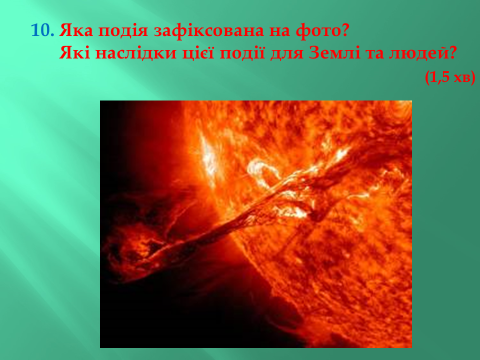 10. Яка подія зафіксована на фото?
Які наслідки цієї події для Землі та людей?
(1,5 хв)